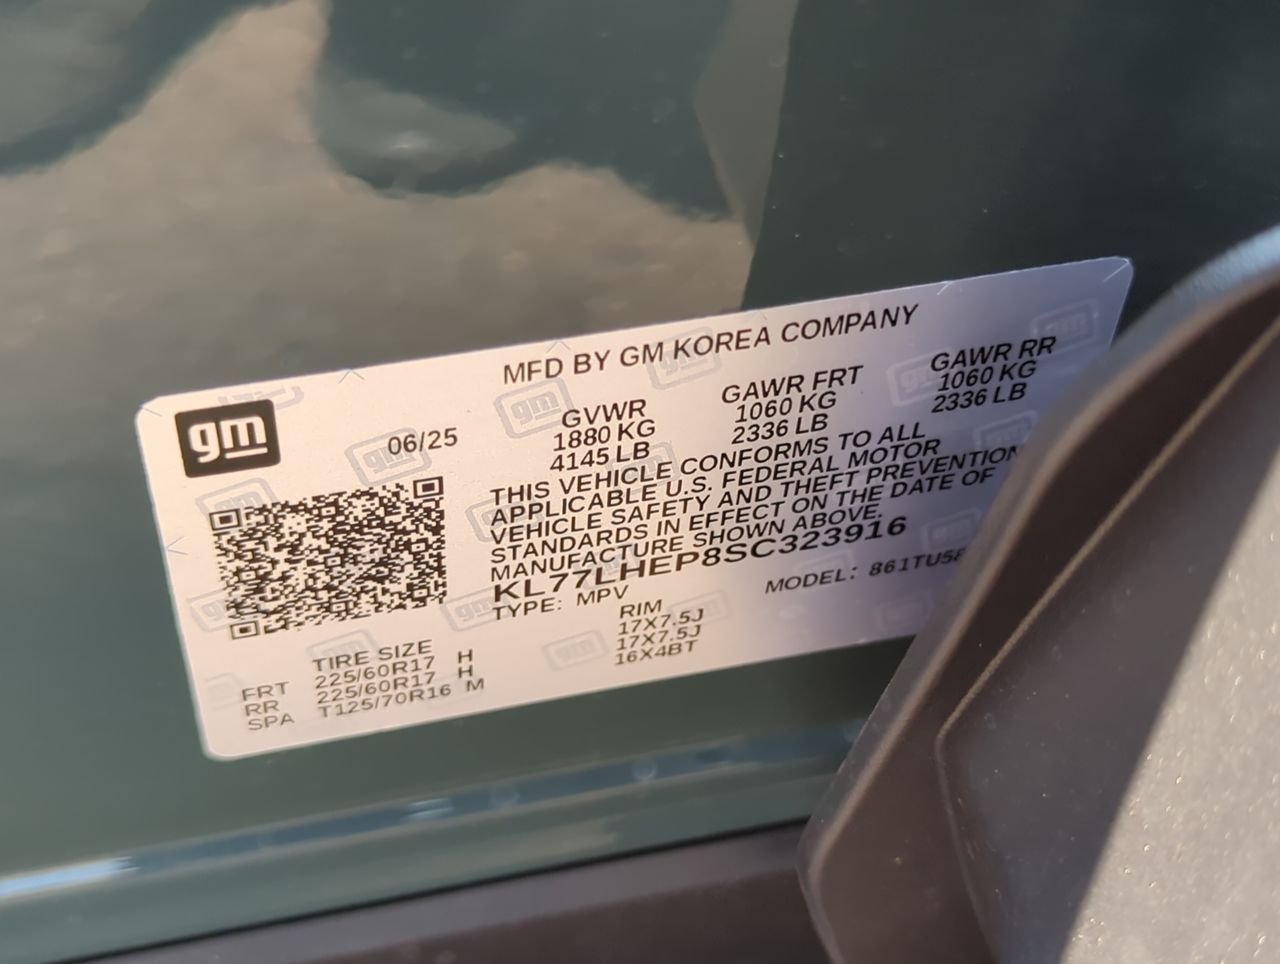 MFD BY GM KOREA COMPANY
gm
06/25
GVWR GAWR FRT GAWR RR
1880 KG 1060 KG 1060 KG
4145 LB 2336 LB 2336 LB
THIS VEHICLE CONFORMS TO ALL
APPLICABLE U.S. FEDERAL MOTOR
VEHICLE SAFETY AND THEFT PREVENTION
STANDARDS IN EFFECT ON THE DATE OF
MANUFACTURE SHOWN ABOVE.
KL77LHEP8SC323916
TYPE: MPV MODEL: 861TU58
TIRE SIZE RIM
FRT 225/60R17 H 17X7.5J
RR 225/60R17 H 17X7.5J
SPA T125/70R16 M 16X4BT